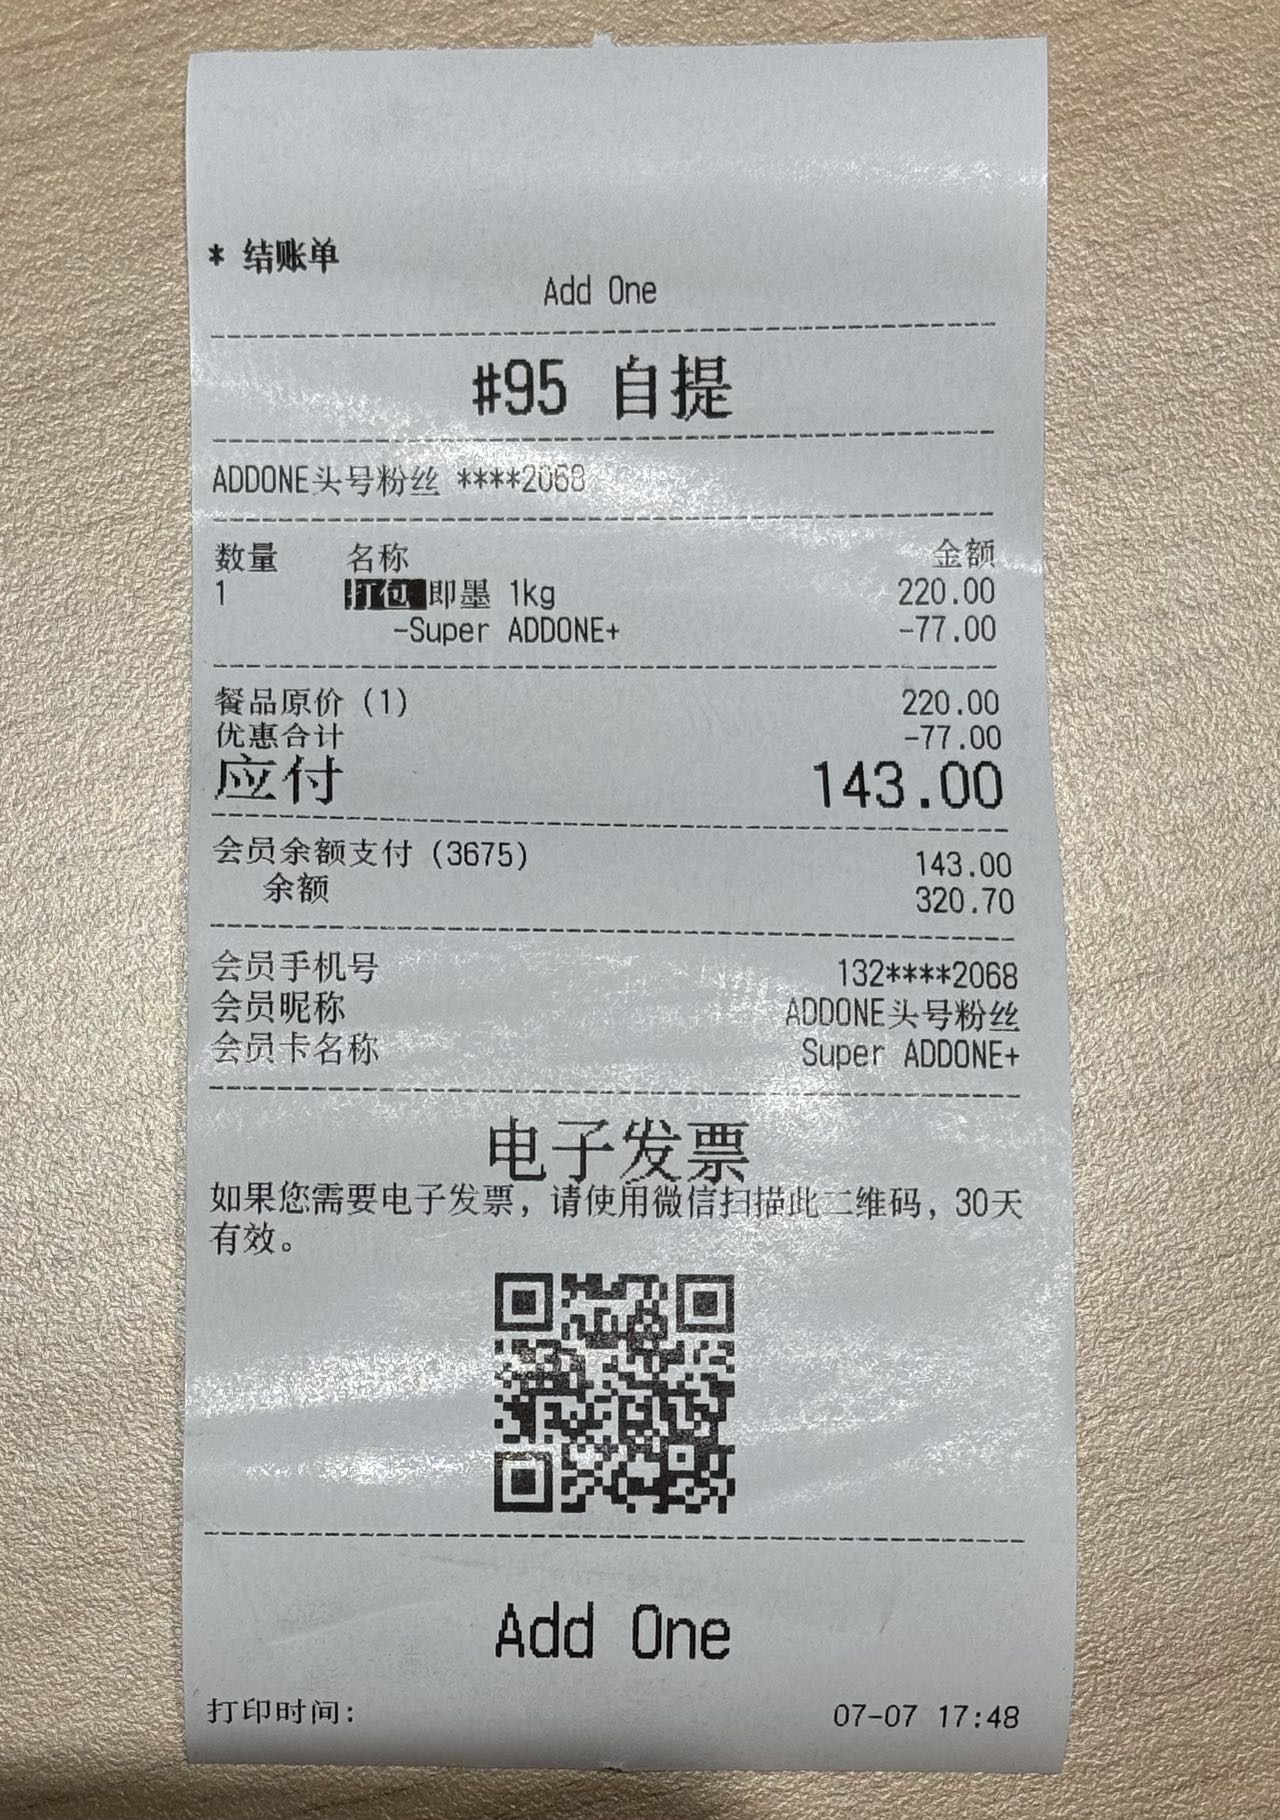 * 结账单
Add One
#95 自提
ADDONE头号粉丝 ****2068
数量 名称 金额
1 打包 即墨 1kg 220.00
-Super ADDONE+ -77.00
餐品原价 (1) 220.00
优惠合计 -77.00
应付 143.00
会员余额支付 (3675) 143.00
余额 320.70
会员手机号 132****2068
会员昵称 ADDONE头号粉丝
会员卡名称 Super ADDONE+
电子发票
如果您需要电子发票，请使用微信扫描此二维码，30天
有效。
Add One
打印时间： 07-07 17:48